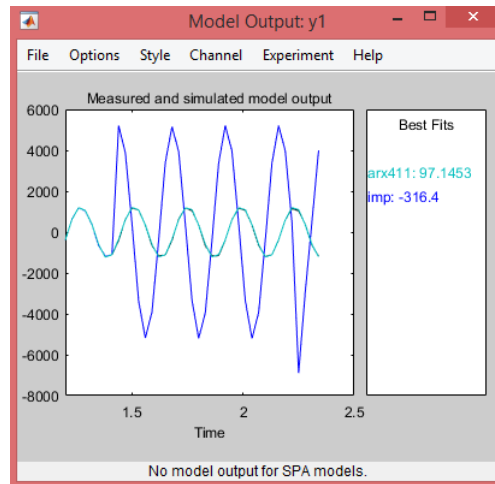 Model Output: y1
File Options Style Channel Experiment Help
Measured and simulated model output
6000
4000
2000
0
-2000
-4000
-6000
-8000
1.5 2 2.5
Time
Best Fits
arx411: 97.1453
imp: -316.4
No model output for SPA models.